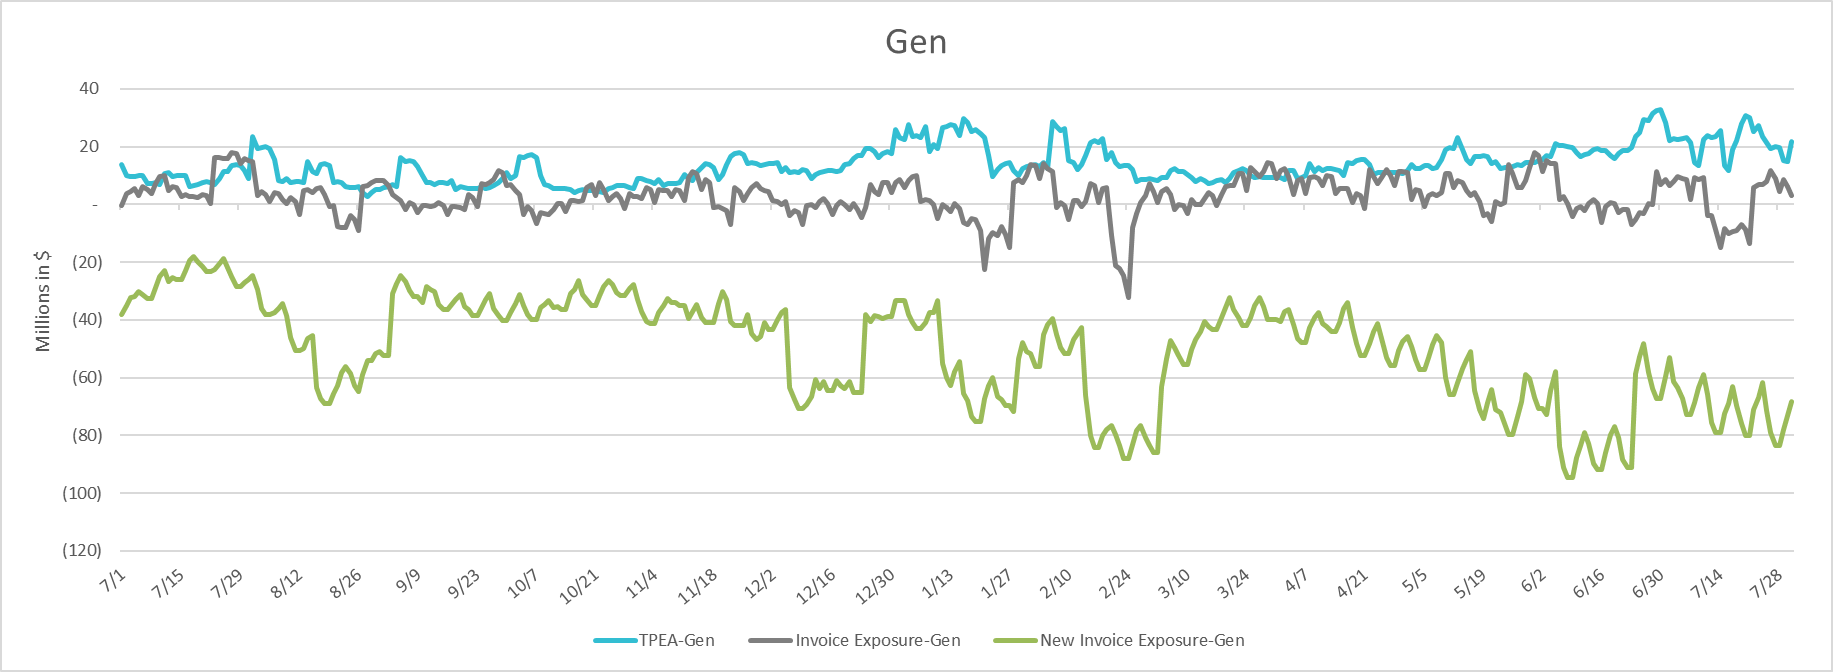 Gen
Millions in $
40
20
-
(20)
(40)
(60)
(80)
(100)
(120)
7/1 7/15 7/29 8/12 8/26 9/9 9/23 10/7 10/21 11/4 11/18 12/2 12/16 12/30 1/13 1/27 2/10 2/24 3/10 3/24 4/7 4/21 5/5 5/19 6/2 6/16 6/30 7/14 7/28
TPEA-Gen Invoice Exposure-Gen New Invoice Exposure-Gen